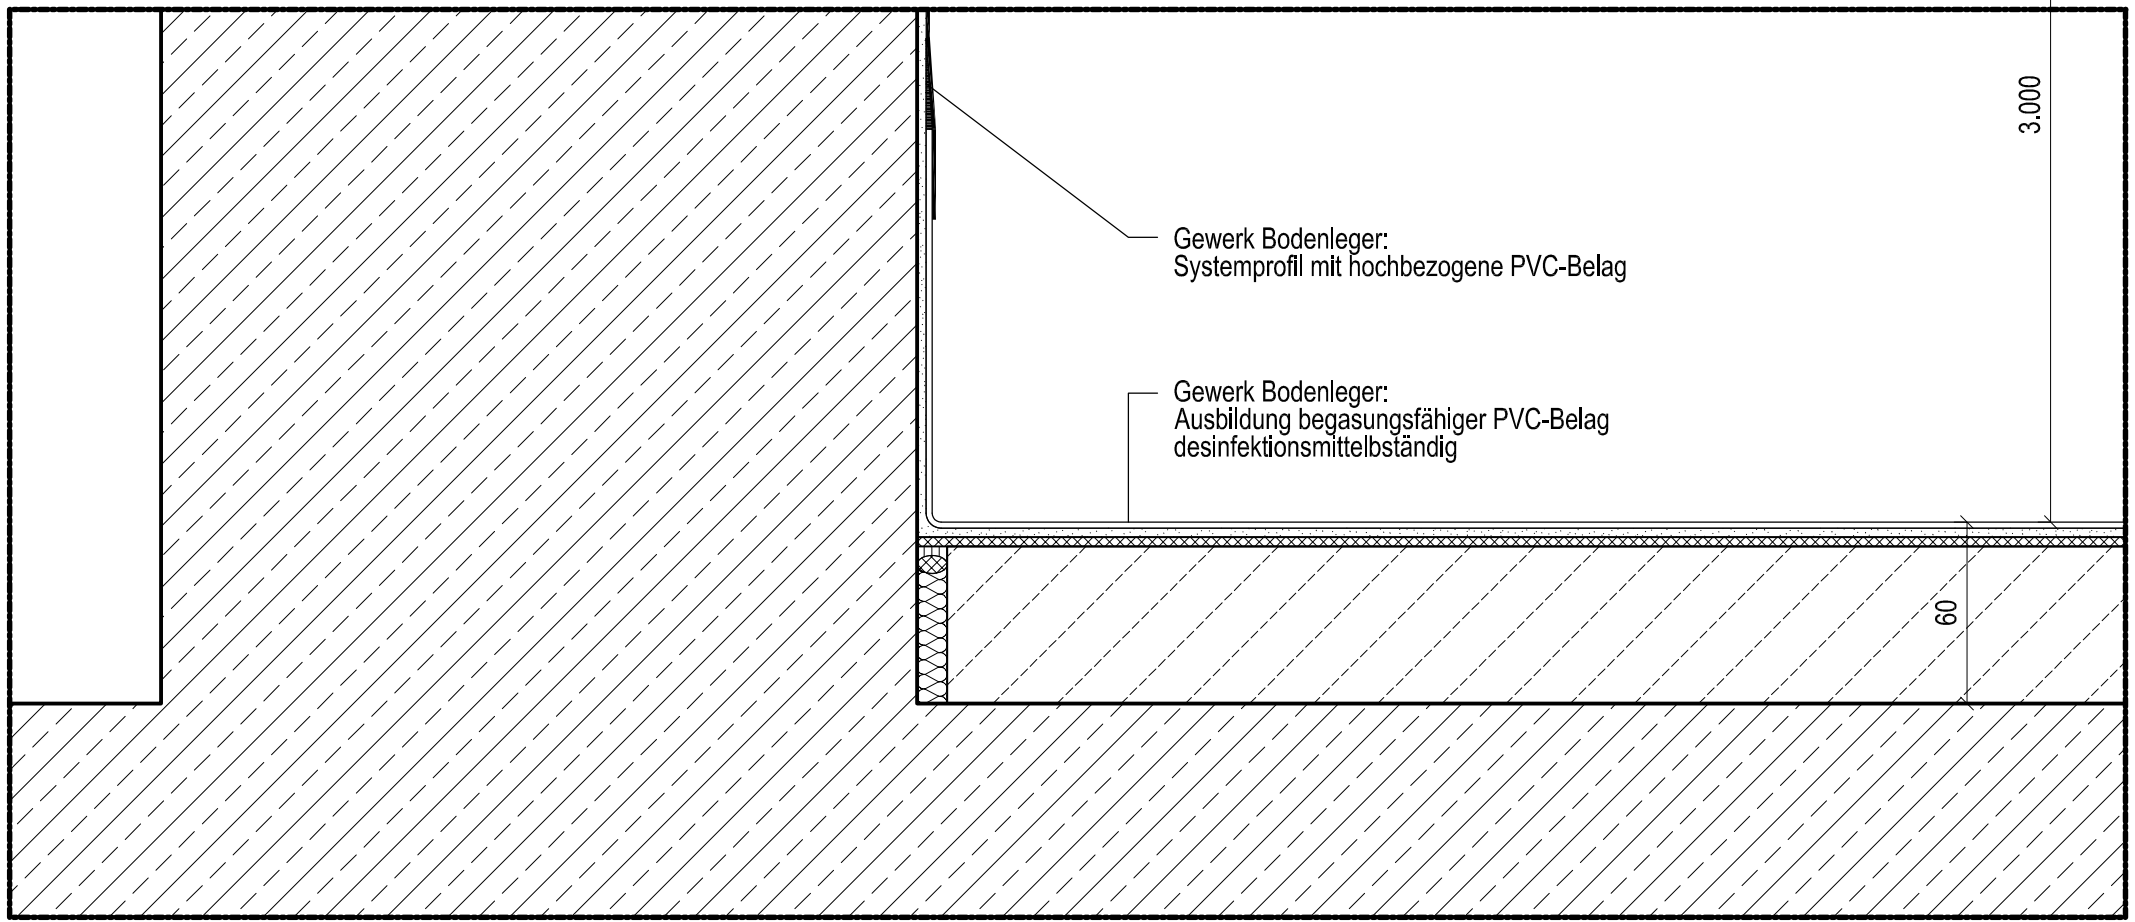 3.000
Gewerk Bodenleger:
Systemprofil mit hochbezogene PVC-Belag
Gewerk Bodenleger:
Ausbildung begasungsfähiger PVC-Belag
desinfektionsmittelbständig
60